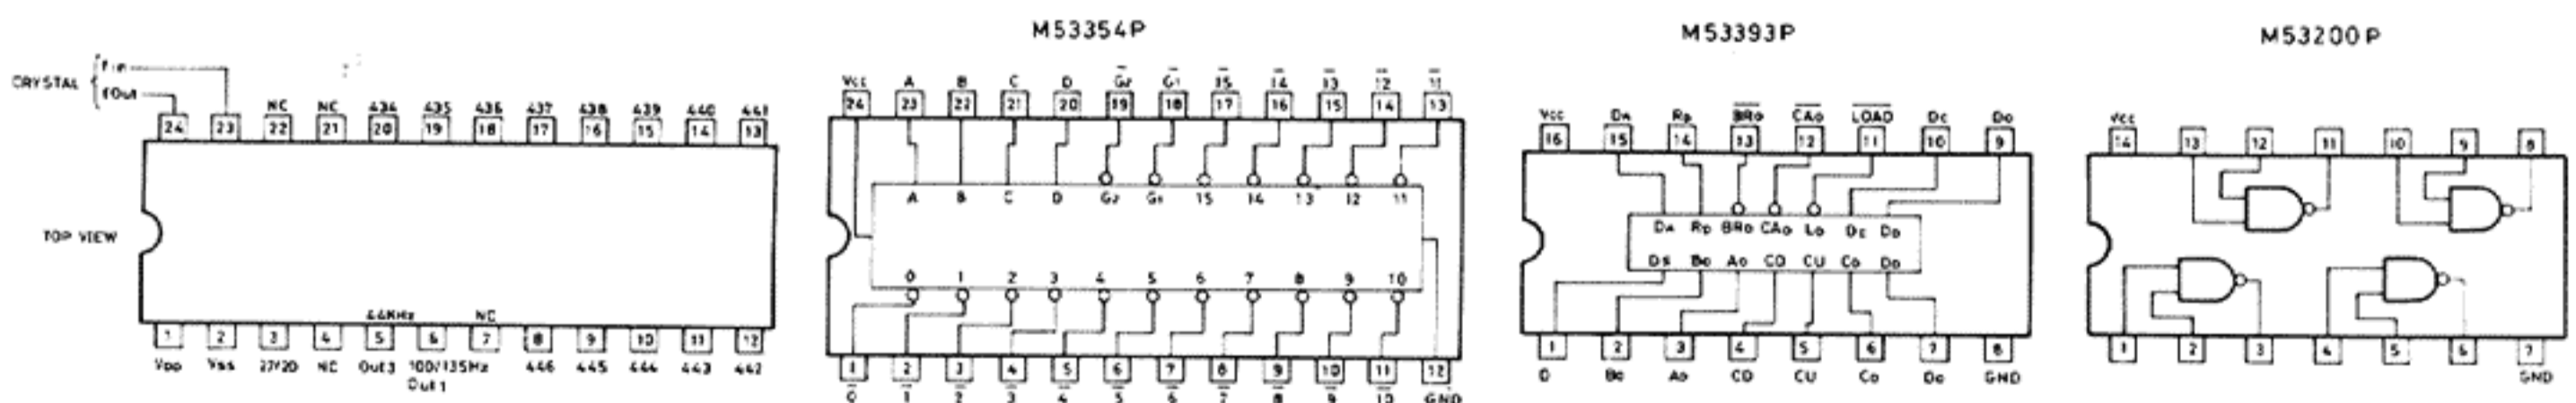 M53354P
M53393P
M53200P
CRYSTAL
fin
fOut
NC NC 434 435 436 437 438 439 440 441
24 23 22 21 20 19 18 17 16 15 14 13
TOP VIEW
44KHz NC
1 2 3 4 5 6 7 8 9 10 11 12
VDD VSS 27/20 NC Out3 100/135Hz 446 445 444 443 442
Out1
Vcc A B C D G2 G1 15 14 13 12 11
24 23 22 21 20 19 18 17 16 15 14 13
A B C D G2 G1 15 14 13 12 11
0 1 2 3 4 5 6 7 8 9 10
1 2 3 4 5 6 7 8 9 10 11 12
0 1 2 3 4 5 6 7 8 9 10 GND
Vcc DA RD BRO CAO LOAD DC DD
16 15 14 13 12 11 10 9
DA RD BRO CAO LO DC DD
DB BO AO CD CU CO DO
1 2 3 4 5 6 7 8
D BO AO CD CU CO DO GND
Vcc
14 13 12 11 10 9 8
1 2 3 4 5 6 7
GND